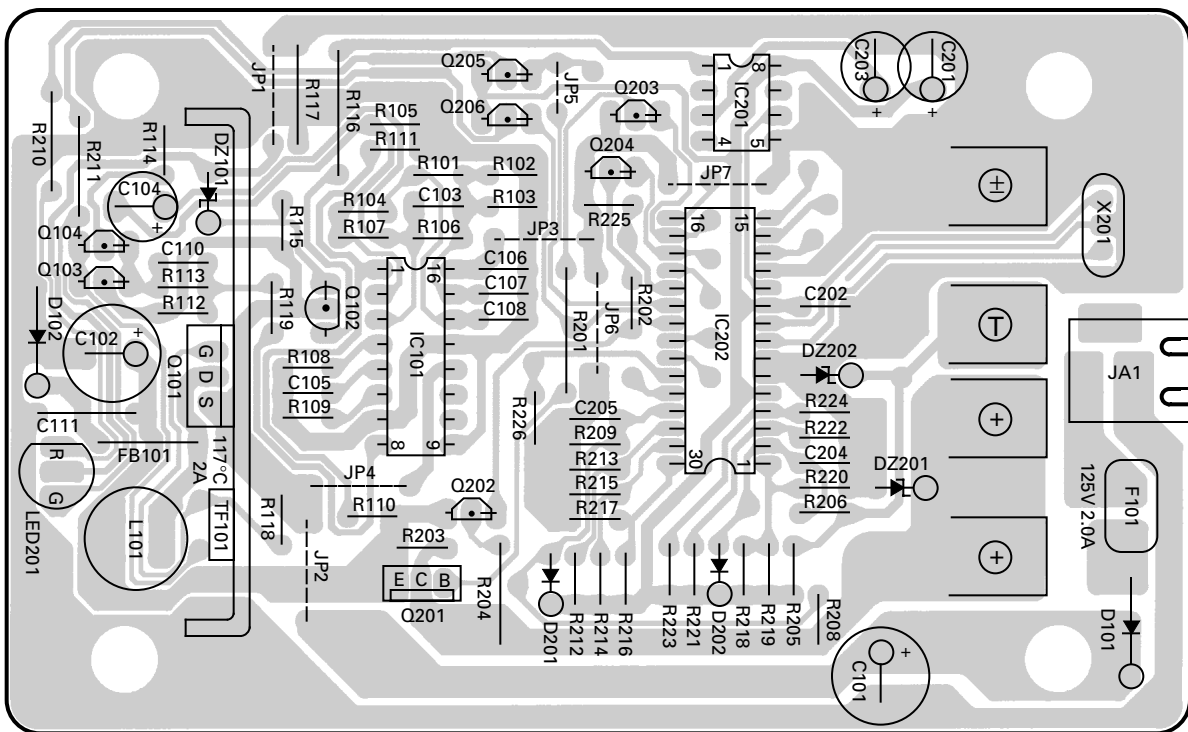 Q205
Q206
JP5
Q203
Q204
1
8
IC201
4
5
C203
C201
+
+
JP1
R117
R116
R105
R111
R210
R211
R114
DZ101
C104
+
R101
R102
C103
R103
R104
R107
R106
R115
JP7
R225
16
15
±
X201
Q104
Q103
C110
R113
R112
R119
Q102
1
16
IC101
JP3
C106
C107
C108
R201
JP6
R202
IC202
C202
T
D102
C102
+
Q101
G D S
R108
C105
R109
DZ202
JA1
C111
FB101
R
G
LED201
117°C
2A
8
9
R226
C205
R209
R213
R215
R217
30
1
R224
R222
C204
R220
R206
+
DZ201
JP4
R110
Q202
L101
TF101
R118
JP2
R203
E C B
Q201
R204
D201
R212
R214
R216
R223
R221
D202
R218
R219
R205
R208
+
F101
125V 2.0A
D101
C101
+